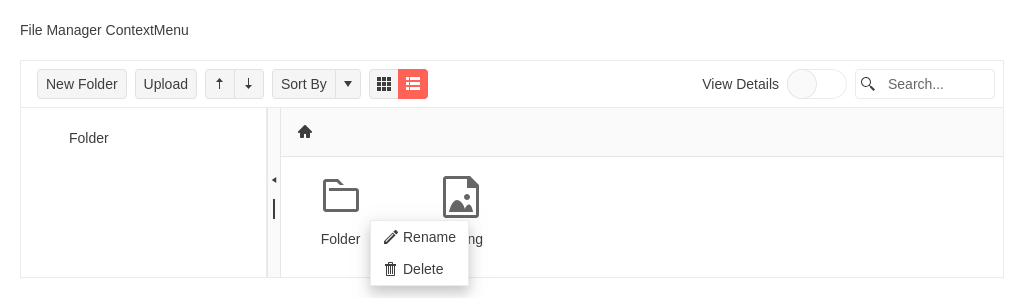 File Manager ContextMenu
New Folder Upload Sort By View Details Search...
Folder
Folder ng
Rename
Delete